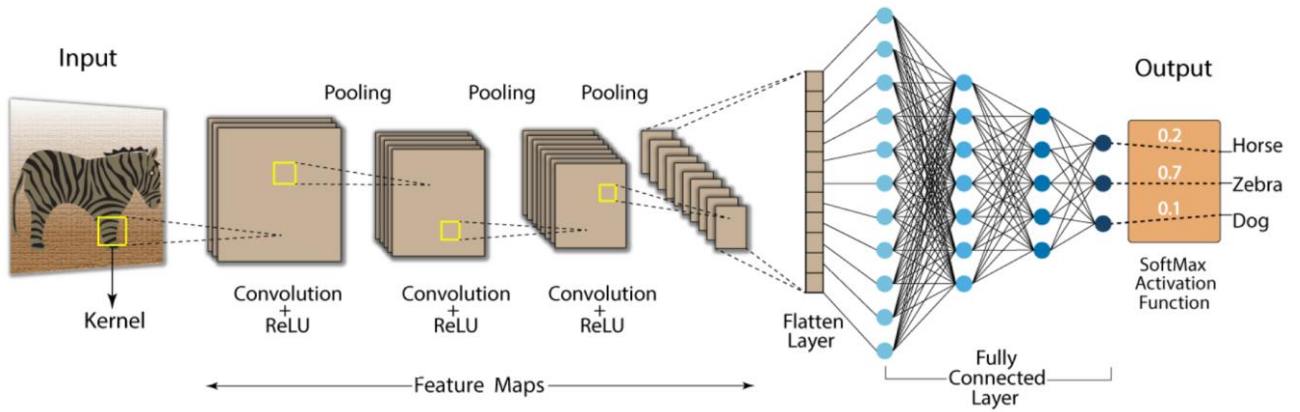 Input
Kernel
Pooling
Pooling
Pooling
Convolution
+
ReLU
Convolution
+
ReLU
Convolution
+
ReLU
Feature Maps
Flatten
Layer
Fully
Connected
Layer
Output
0.2
Horse
0.7
Zebra
0.1
Dog
SoftMax
Activation
Function